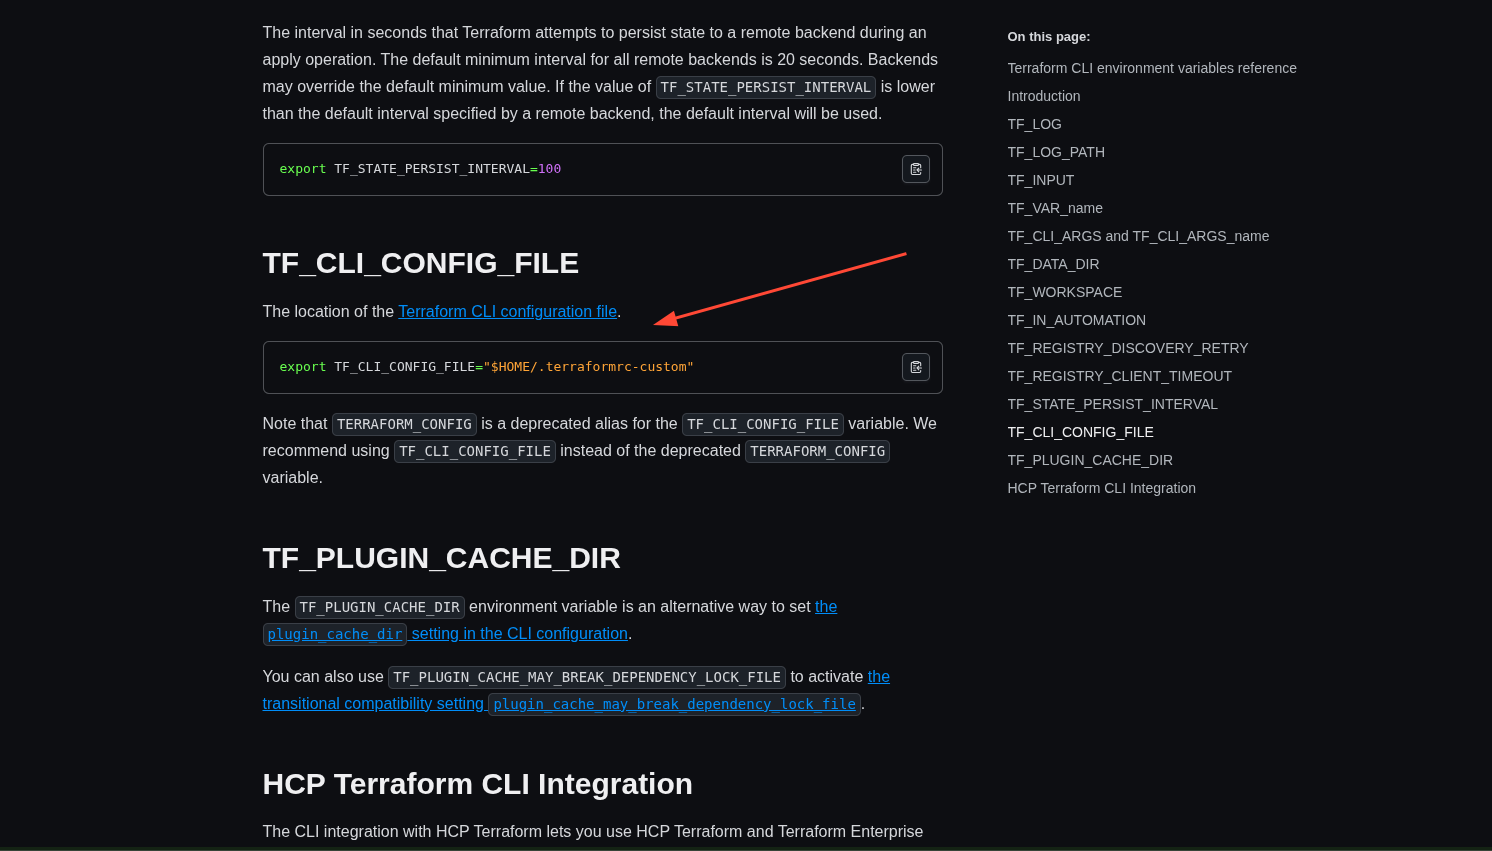 The interval in seconds that Terraform attempts to persist state to a remote backend during an
apply operation. The default minimum interval for all remote backends is 20 seconds. Backends
may override the default minimum value. If the value of TF_STATE_PERSIST_INTERVAL is lower
than the default interval specified by a remote backend, the default interval will be used.
export TF_STATE_PERSIST_INTERVAL=100
TF_CLI_CONFIG_FILE
The location of the Terraform CLI configuration file.
export TF_CLI_CONFIG_FILE="$HOME/.terraformrc-custom"
Note that TERRAFORM_CONFIG is a deprecated alias for the TF_CLI_CONFIG_FILE variable. We
recommend using TF_CLI_CONFIG_FILE instead of the deprecated TERRAFORM_CONFIG
variable.
TF_PLUGIN_CACHE_DIR
The TF_PLUGIN_CACHE_DIR environment variable is an alternative way to set the
plugin_cache_dir setting in the CLI configuration.
You can also use TF_PLUGIN_CACHE_MAY_BREAK_DEPENDENCY_LOCK_FILE to activate the
transitional compatibility setting plugin_cache_may_break_dependency_lock_file.
HCP Terraform CLI Integration
The CLI integration with HCP Terraform lets you use HCP Terraform and Terraform Enterprise
On this page:
Terraform CLI environment variables reference
Introduction
TF_LOG
TF_LOG_PATH
TF_INPUT
TF_VAR_name
TF_CLI_ARGS and TF_CLI_ARGS_name
TF_DATA_DIR
TF_WORKSPACE
TF_IN_AUTOMATION
TF_REGISTRY_DISCOVERY_RETRY
TF_REGISTRY_CLIENT_TIMEOUT
TF_STATE_PERSIST_INTERVAL
TF_CLI_CONFIG_FILE
TF_PLUGIN_CACHE_DIR
HCP Terraform CLI Integration